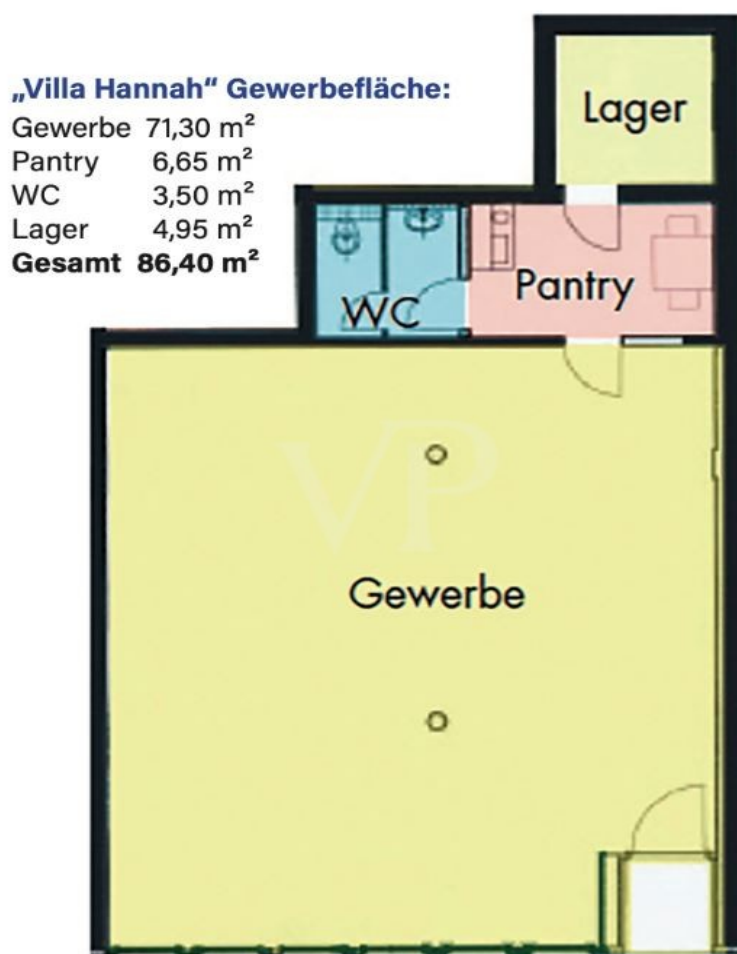 „Villa Hannah“ Gewerbefläche:
Gewerbe 71,30 m²
Pantry 6,65 m²
WC 3,50 m²
Lager 4,95 m²
Gesamt 86,40 m²
Lager
WC
Pantry
VP
Gewerbe